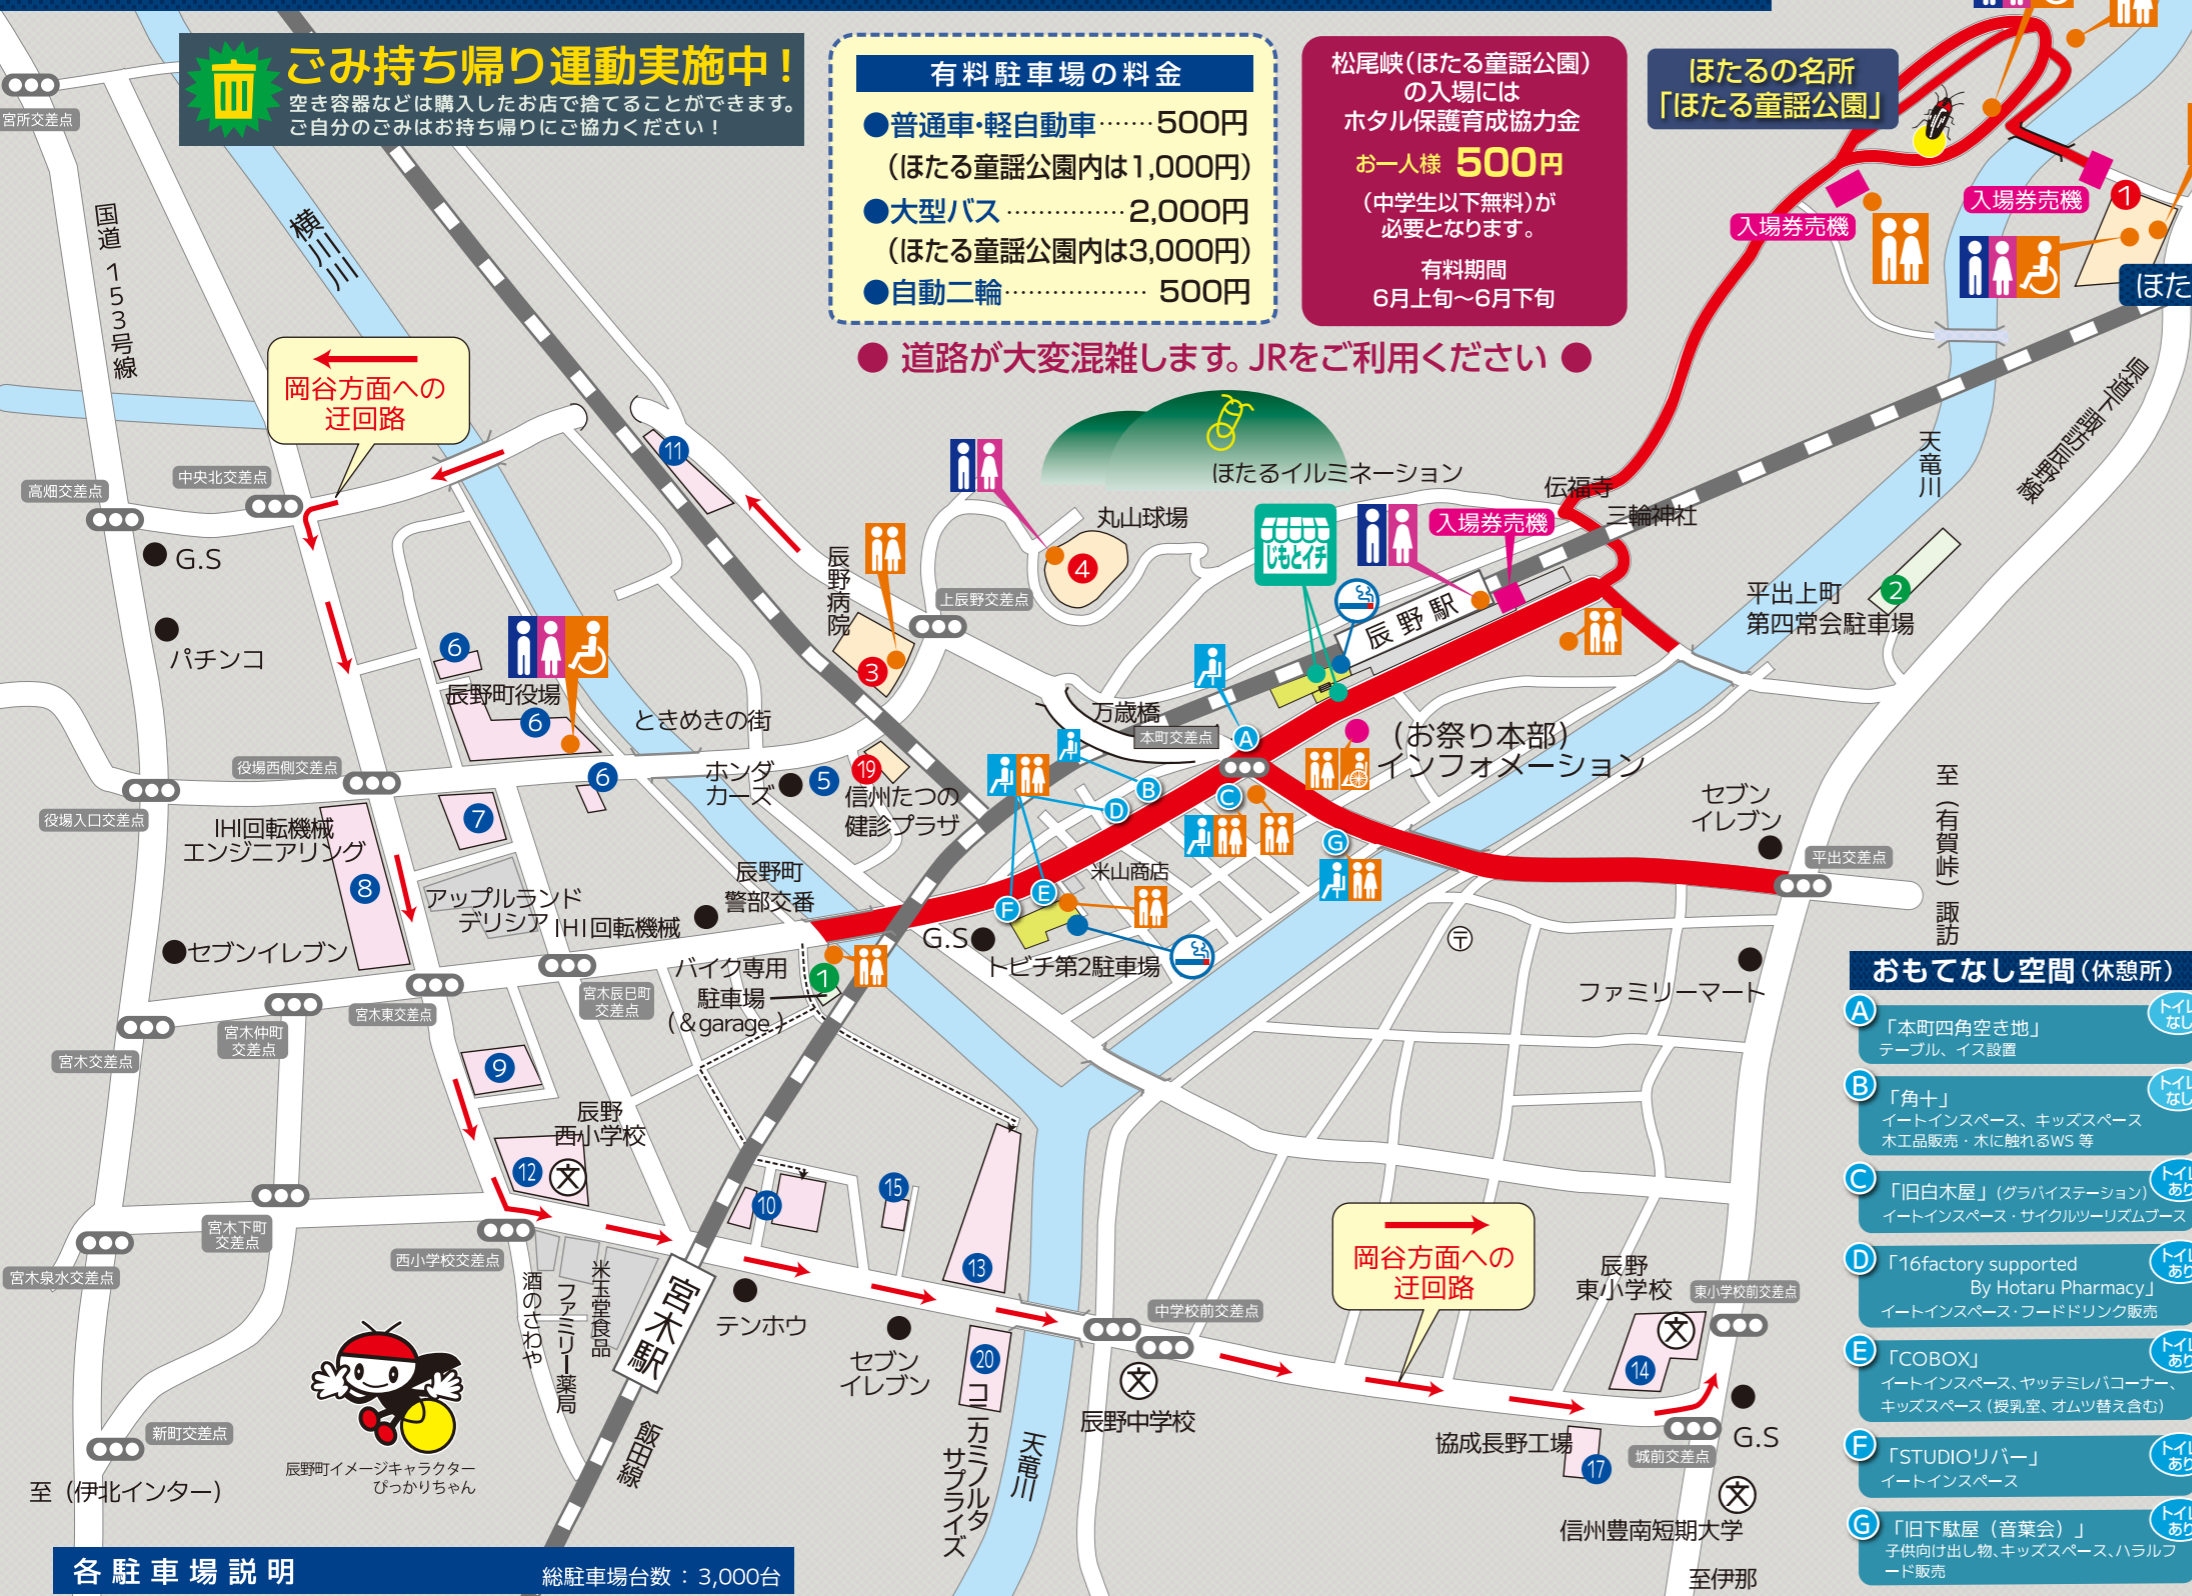 ごみ持ち帰り運動実施中！
空き容器などは購入したお店で捨てることができます。
ご自分のごみはお持ち帰りにご協力ください！
有料駐車場の料金
●普通車・軽自動車……500円
（ほたる童謡公園内は1,000円）
●大型バス……………2,000円
（ほたる童謡公園内は3,000円）
●自動二輪………………500円
松尾峡（ほたる童謡公園）
の入場には
ホタル保護育成協力金
お一人様 500円
（中学生以下無料）が
必要となります。
有料期間
6月上旬～6月下旬
● 道路が大変混雑します。JRをご利用ください ●
ほたるの名所
「ほたる童謡公園」
入場券売機
入場券売機
1
ほた
宮所交差点
国道153号線
横川川
岡谷方面への
迂回路
中央北交差点
高畑交差点
G.S
パチンコ
11
ほたるイルミネーション
丸山球場
4
伝福寺
三輪神社
入場券売機
じもとイチ
辰野駅
天竜川
県道下諏訪辰野線
平出上町
第四常会駐車場
2
辰野病院
上辰野交差点
3
6
辰野町役場
6
6
ときめきの街
万歳橋
本町交差点
A
（お祭り本部）
インフォメーション
役場西側交差点
役場入口交差点
ホンダ
カーズ
5
19
信州たつの
健診プラザ
B
D
C
G
セブン
イレブン
平出交差点
至（有賀峠）諏訪
IHI回転機械
エンジニアリング
7
8
アップルランド
デリシア
IHI回転機械
辰野町
警部交番
米山商店
E
F
G.S
トビチ第2駐車場
〒
ファミリーマート
セブンイレブン
バイク専用
駐車場
（＆garage）
1
宮木辰巳町
交差点
宮木東交差点
宮木仲町
交差点
宮木交差点
9
辰野
西小学校
12
文
10
15
13
宮木下町
交差点
宮木泉水交差点
西小学校交差点
酒のさわや
ファミリー薬局
米玉堂食品
宮木駅
テンホウ
セブン
イレブン
20
コニカミノルタ
サプライズ
天竜川
中学校前交差点
文
辰野中学校
岡谷方面への
迂回路
辰野
東小学校
文
14
東小学校前交差点
G.S
協成長野工場
17
城前交差点
文
信州豊南短期大学
至伊那
新町交差点
至（伊北インター）
辰野町イメージキャラクター
ぴっかりちゃん
飯田線
おもてなし空間（休憩所）
A
「本町四角空き地」
テーブル、イス設置
なし
B
「角十」
イートインスペース、キッズスペース
木工品販売・木に触れるWS 等
なし
C
「旧白木屋」（グラバイステーション）
イートインスペース・サイクルツーリズムブース
D
「16factory supported
By Hotaru Pharmacy」
イートインスペース・フードドリンク販売
E
「COBOX」
イートインスペース、ヤッテミレバコーナー、
キッズスペース（授乳室、オムツ替え含む）
F
「STUDIOリバー」
イートインスペース
G
「旧下駄屋（音葉会）」
子供向け出し物、キッズスペース、ハラルフ
ード販売
各駐車場説明
総駐車場台数：3,000台